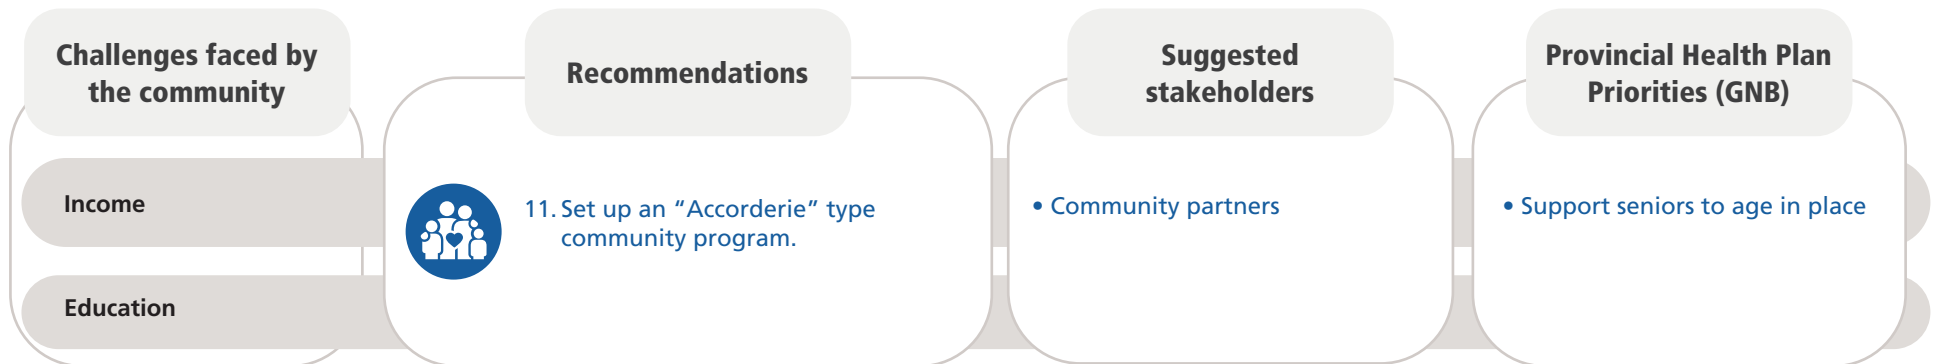 Challenges faced by
the community
Recommendations
Suggested
stakeholders
Provincial Health Plan
Priorities (GNB)
Income
11. Set up an “Accorderie” type
community program.
• Community partners
• Support seniors to age in place
Education